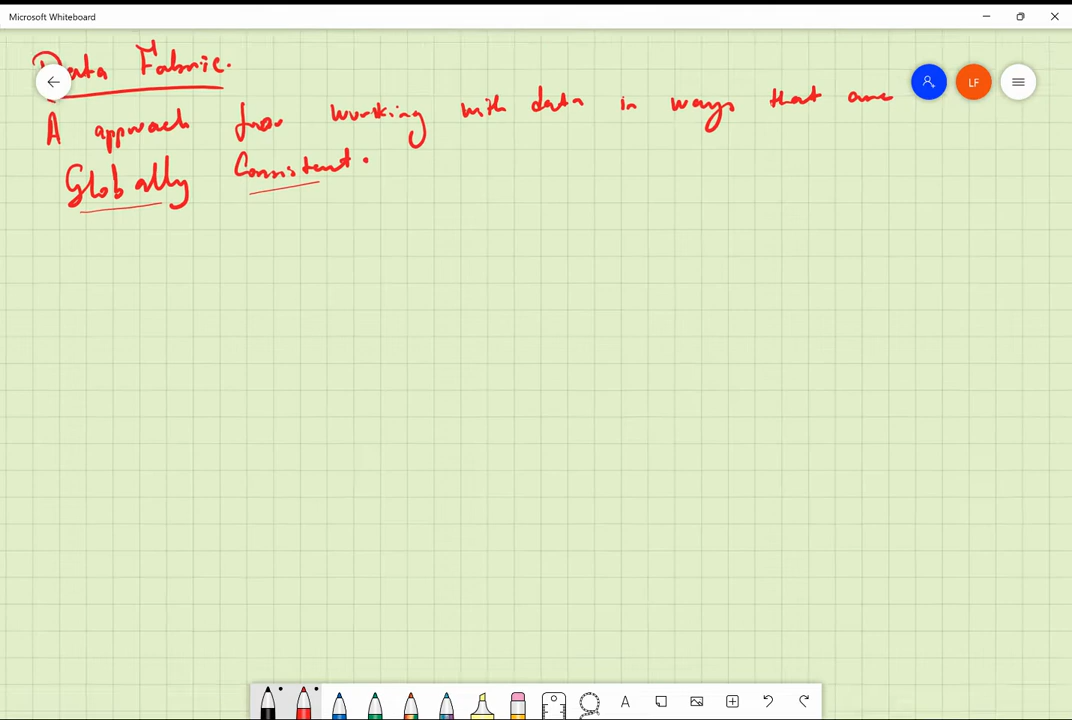 Microsoft Whiteboard
Data Fabric.
A approach for working with data in ways that are
Globally Consistent.
LF
A